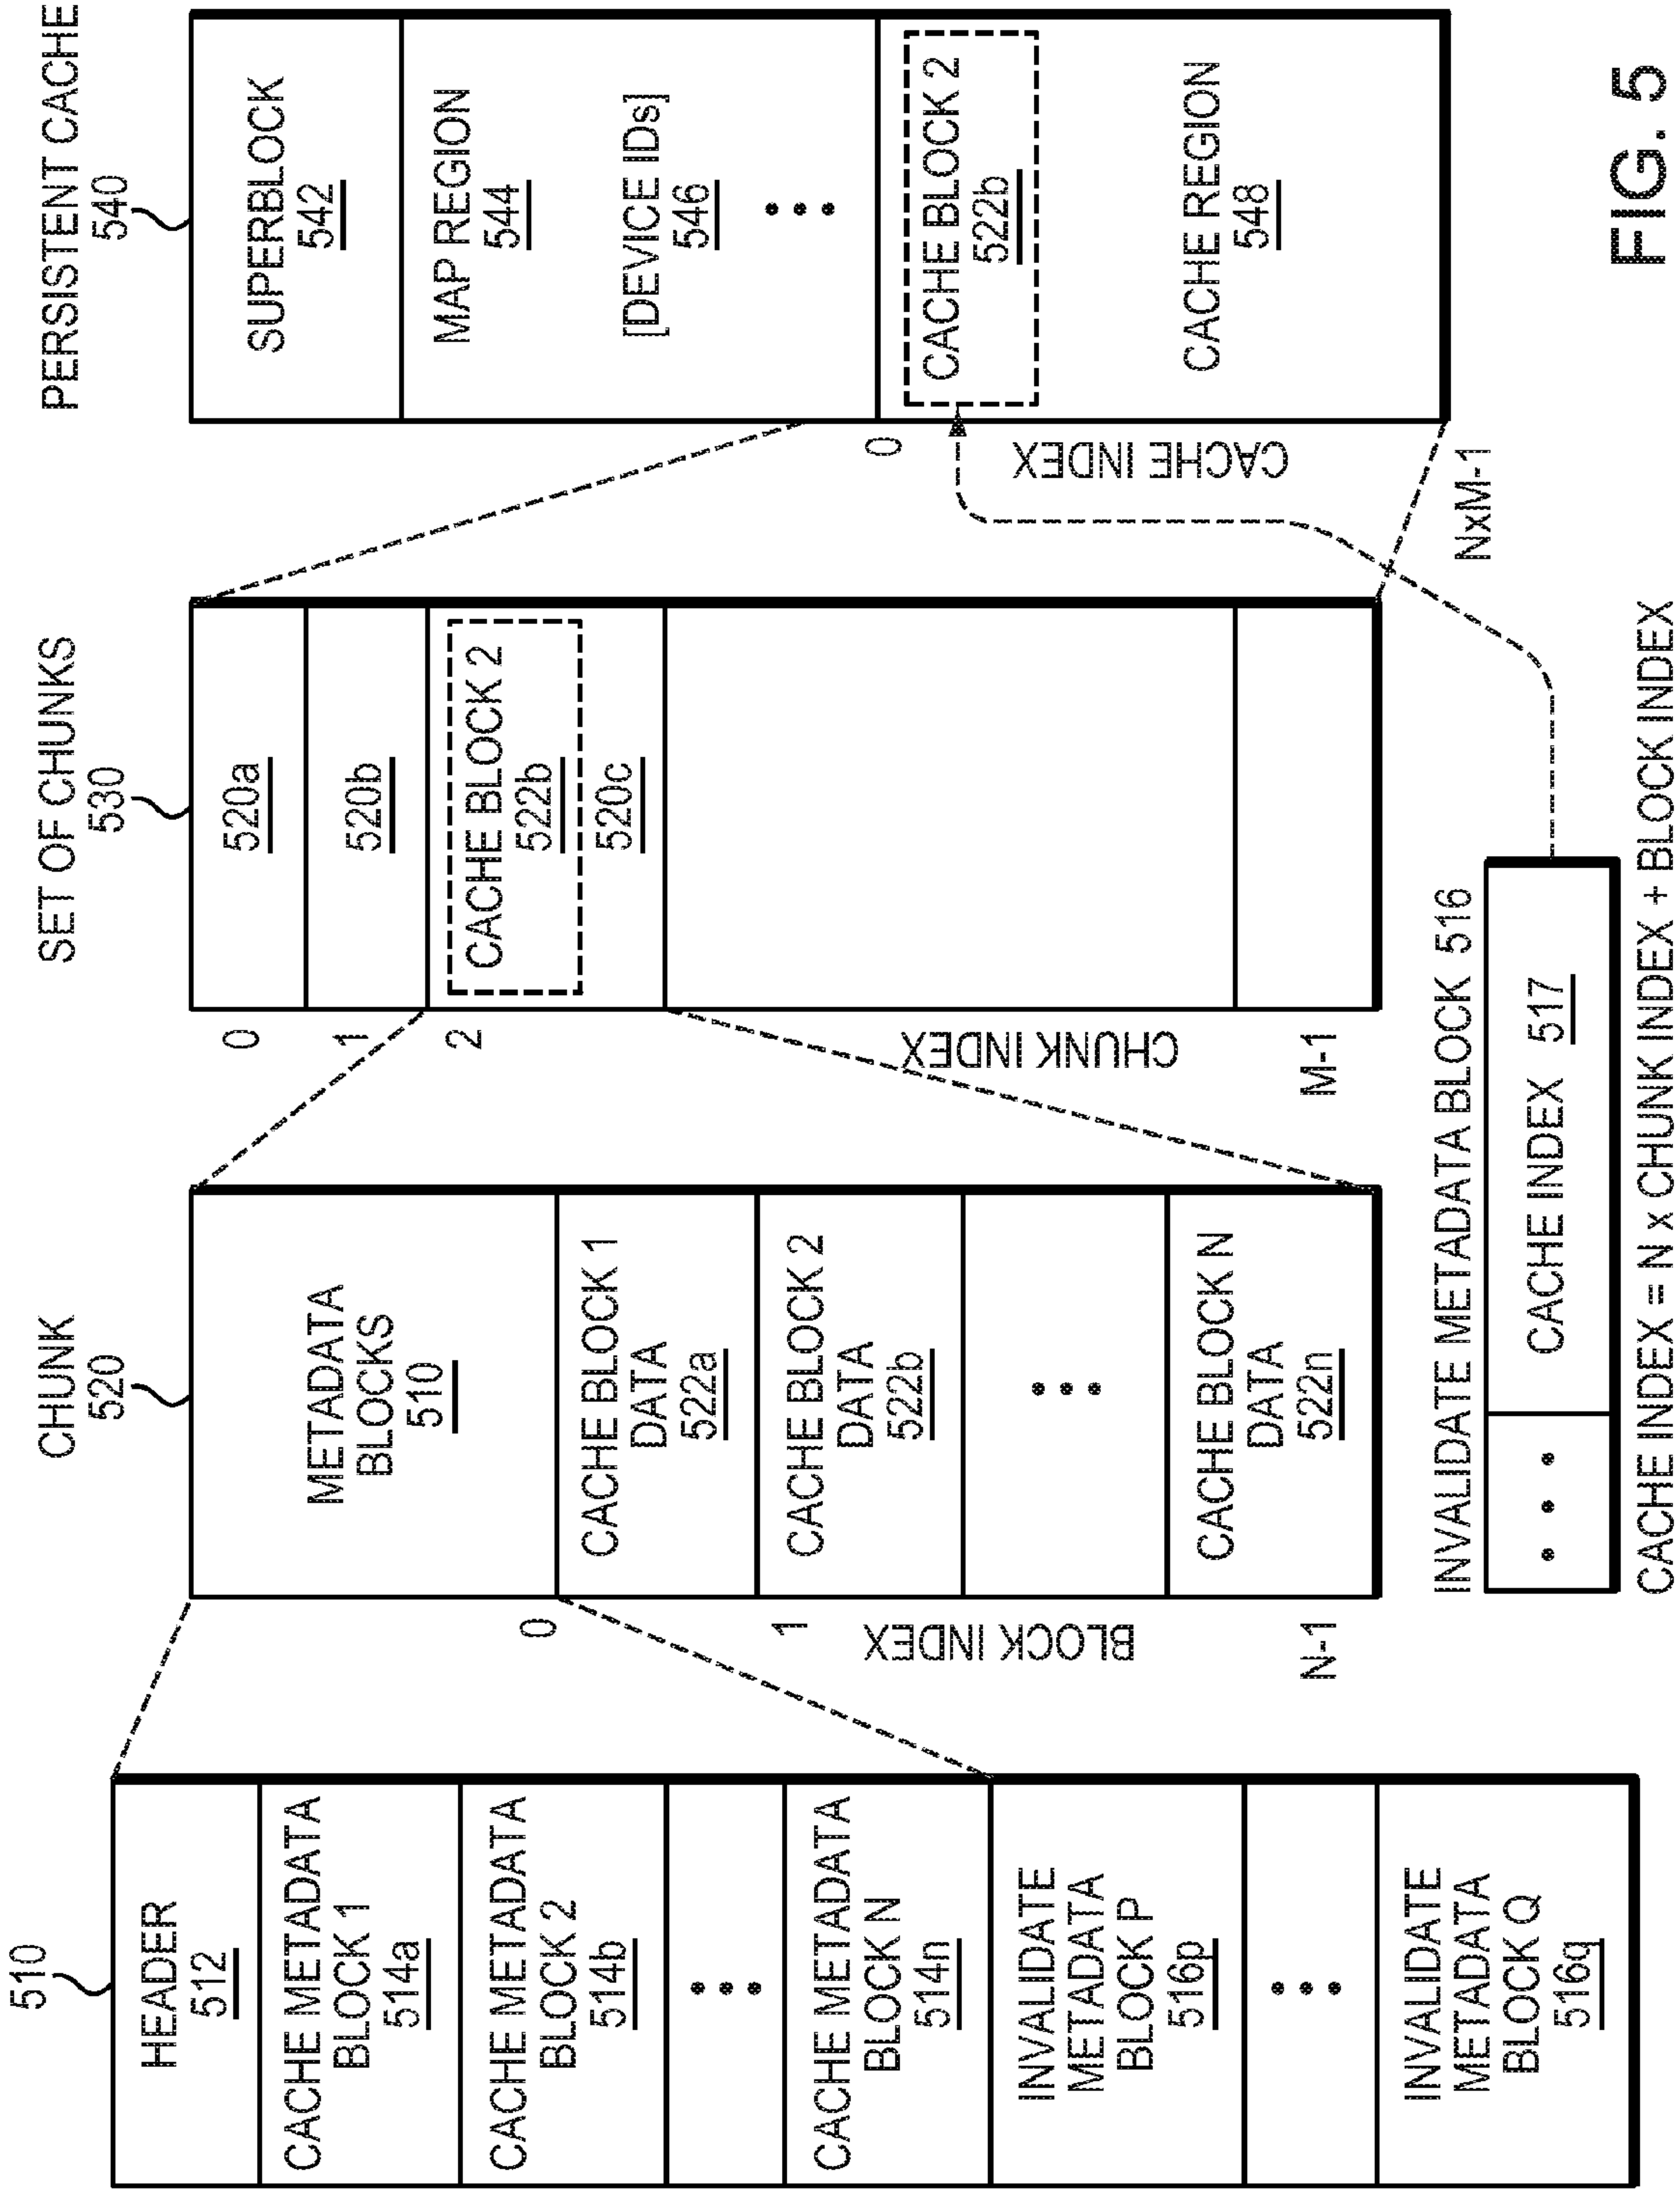 510
HEADER
512
CACHE METADATA
BLOCK 1
514a
CACHE METADATA
BLOCK 2
514b
• • •
CACHE METADATA
BLOCK N
514n
INVALIDATE
METADATA
BLOCK P
516p
• • •
INVALIDATE
METADATA
BLOCK Q
516q
CHUNK
520
METADATA
BLOCKS
510
0
CACHE BLOCK 1
DATA
522a
1
CACHE BLOCK 2
DATA
522b
• • •
BLOCK INDEX
N-1
CACHE BLOCK N
DATA
522n
SET OF CHUNKS
530
0
520a
1
520b
2
CACHE BLOCK 2
522b
520c
CHUNK INDEX
M-1
PERSISTENT CACHE
540
SUPERBLOCK
542
MAP REGION
544
[DEVICE IDs]
546
• • •
0
CACHE BLOCK 2
522b
CACHE INDEX
CACHE REGION
548
NxM-1
INVALIDATE METADATA BLOCK 516
• • •
CACHE INDEX 517
CACHE INDEX = N x CHUNK INDEX + BLOCK INDEX
FIG. 5